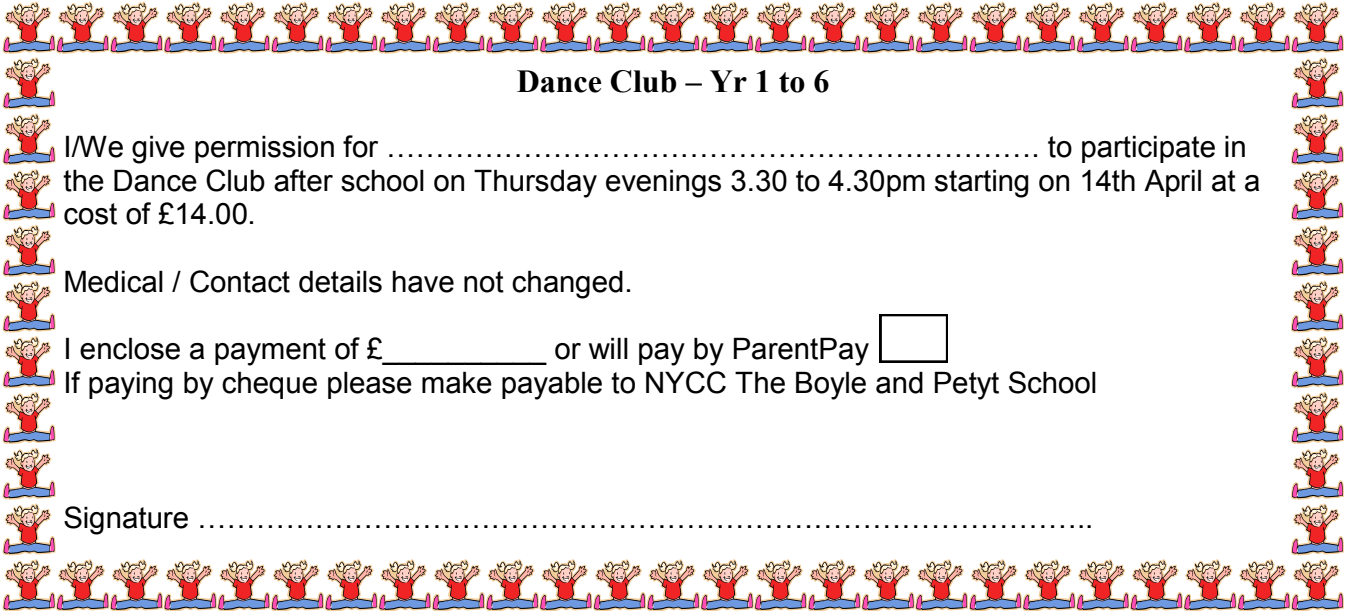 Dance Club – Yr 1 to 6
I/We give permission for …………………………………………………………. to participate in
the Dance Club after school on Thursday evenings 3.30 to 4.30pm starting on 14th April at a
cost of £14.00.
Medical / Contact details have not changed.
I enclose a payment of £__________ or will pay by ParentPay
If paying by cheque please make payable to NYCC The Boyle and Petyt School
Signature ………………………………………………………………………………..